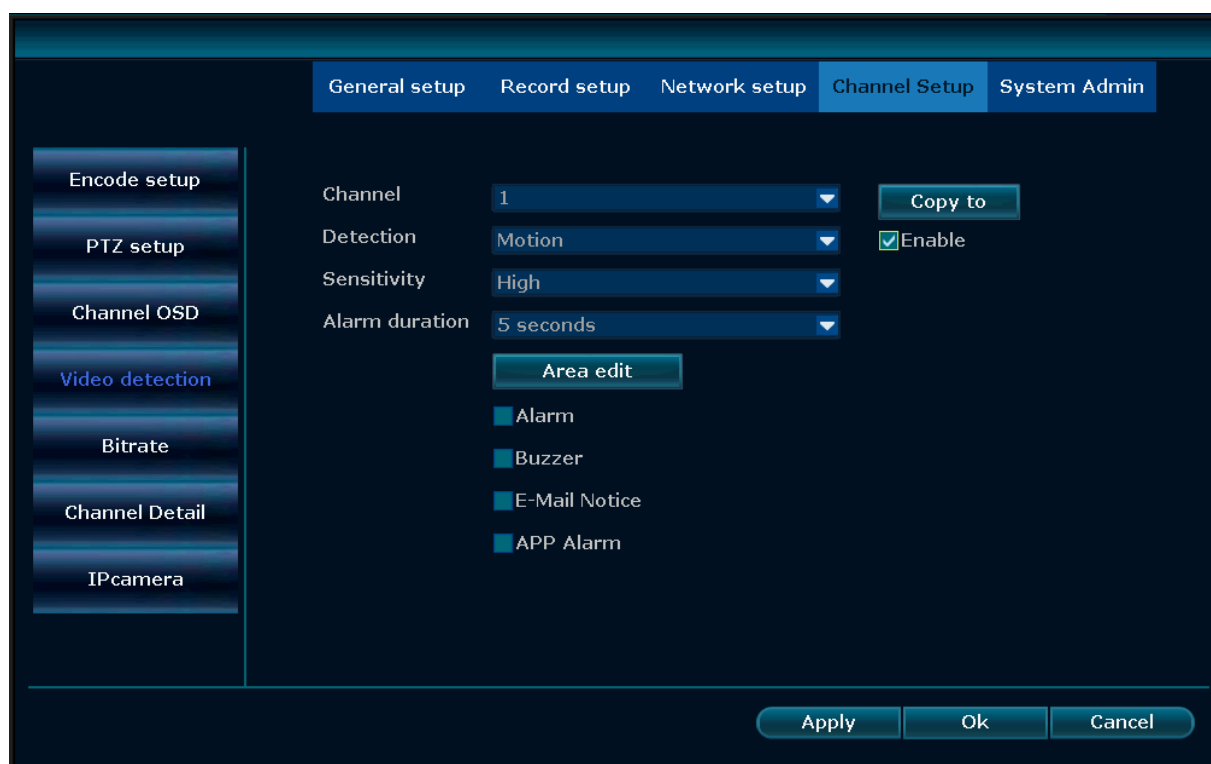 General setup Record setup Network setup Channel Setup System Admin
Encode setup
PTZ setup
Channel OSD
Video detection
Bitrate
Channel Detail
IPcamera
Channel 1 Copy to
Detection Motion Enable
Sensitivity High
Alarm duration 5 seconds
Area edit
Alarm
Buzzer
E-Mail Notice
APP Alarm
Apply Ok Cancel